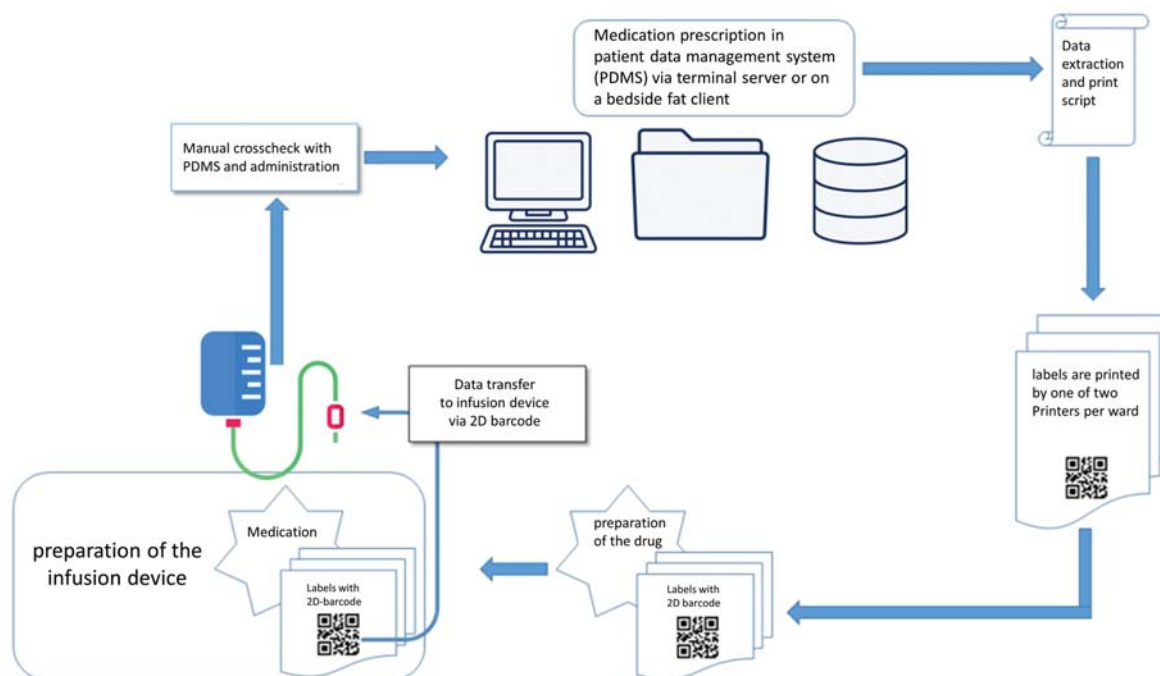 Medication prescription in
patient data management system
(PDMS) via terminal server or on
a bedside fat client
Data
extraction
and print
script
Manual crosscheck with
PDMS and administration
labels are printed
by one of two
Printers per ward
Data transfer
to infusion device
via 2D barcode
preparation of the
infusion device
Medication
Labels with
2D-barcode
preparation
of the drug
Labels with
2D barcode